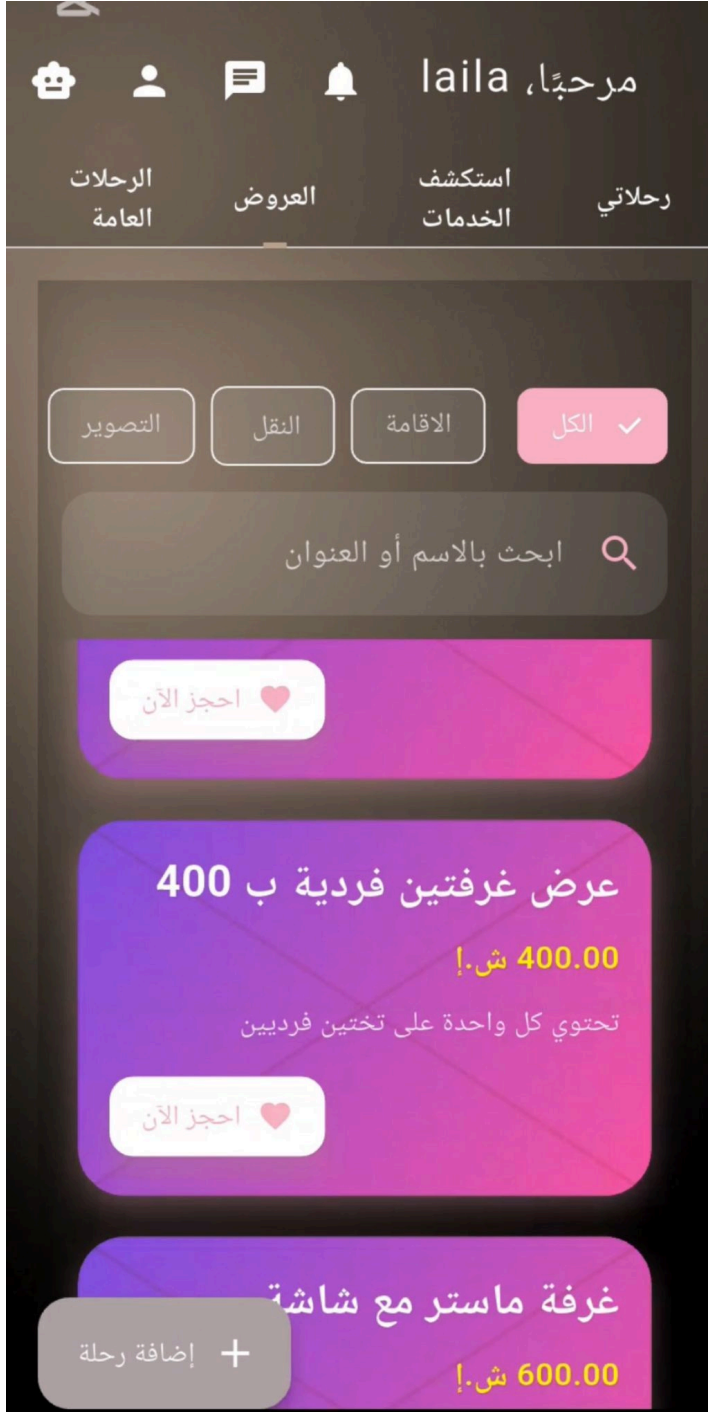 مرحبًا، laila
رحلاتي
استكشف
الخدمات
العروض
الرحلات
العامة
الكل
الاقامة
النقل
التصوير
ابحث بالاسم أو العنوان
احجز الآن
عرض غرفتين فردية ب 400
400.00 ش.إ
تحتوي كل واحدة على تختين فرديين
احجز الآن
غرفة ماستر مع شاشة
600.00 ش.إ
إضافة رحلة